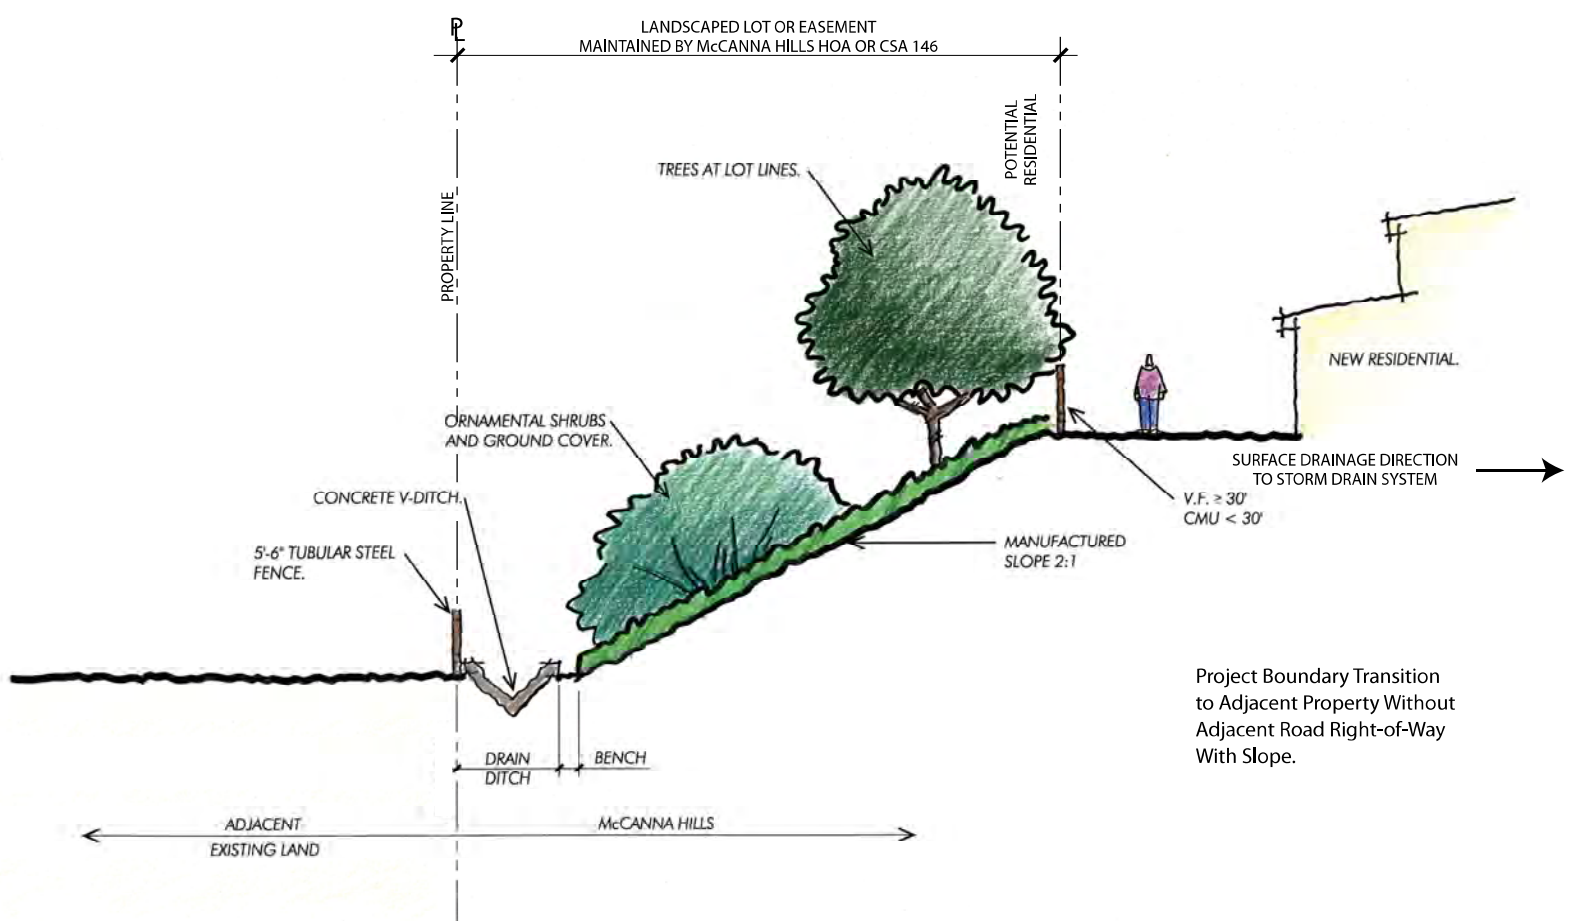 PL
LANDSCAPED LOT OR EASEMENT
MAINTAINED BY McCANNA HILLS HOA OR CSA 146
POTENTIAL
RESIDENTIAL
TREES AT LOT LINES.
PROPERTY LINE
NEW RESIDENTIAL.
ORNAMENTAL SHRUBS
AND GROUND COVER.
SURFACE DRAINAGE DIRECTION
TO STORM DRAIN SYSTEM
CONCRETE V-DITCH.
V.F. ≥ 30'
CMU < 30'
5'-6" TUBULAR STEEL
FENCE.
MANUFACTURED
SLOPE 2:1
Project Boundary Transition
to Adjacent Property Without
Adjacent Road Right-of-Way
With Slope.
DRAIN
DITCH
BENCH
ADJACENT
EXISTING LAND
McCANNA HILLS